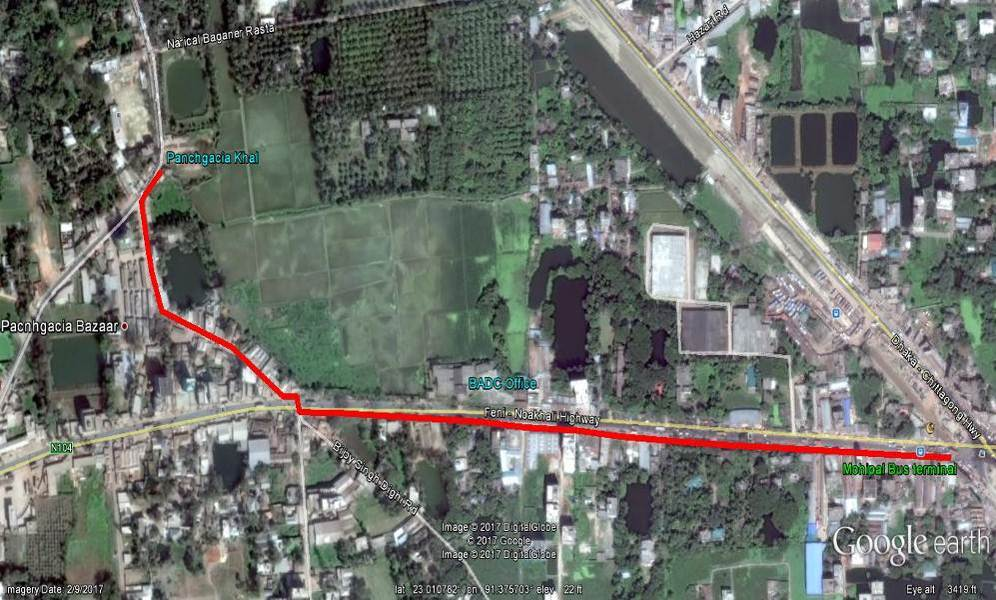 Narical Baganer Rasta
Hazari Rd
Panchgacia Khal
Pacnhgacia Bazaar
Dhaka - Chittagong Hwy
BADC Office
Feni - Noakhali Highway
N104
Mohipal Bus terminal
Bijoy Singh Dighi Rd
Image © 2017 DigitalGlobe
© 2017 Google
Image © 2017 DigitalGlobe
Google earth
Imagery Date: 2/9/2017
lat 23.010782° lon 91.375703° elev 22 ft
Eye alt 3419 ft